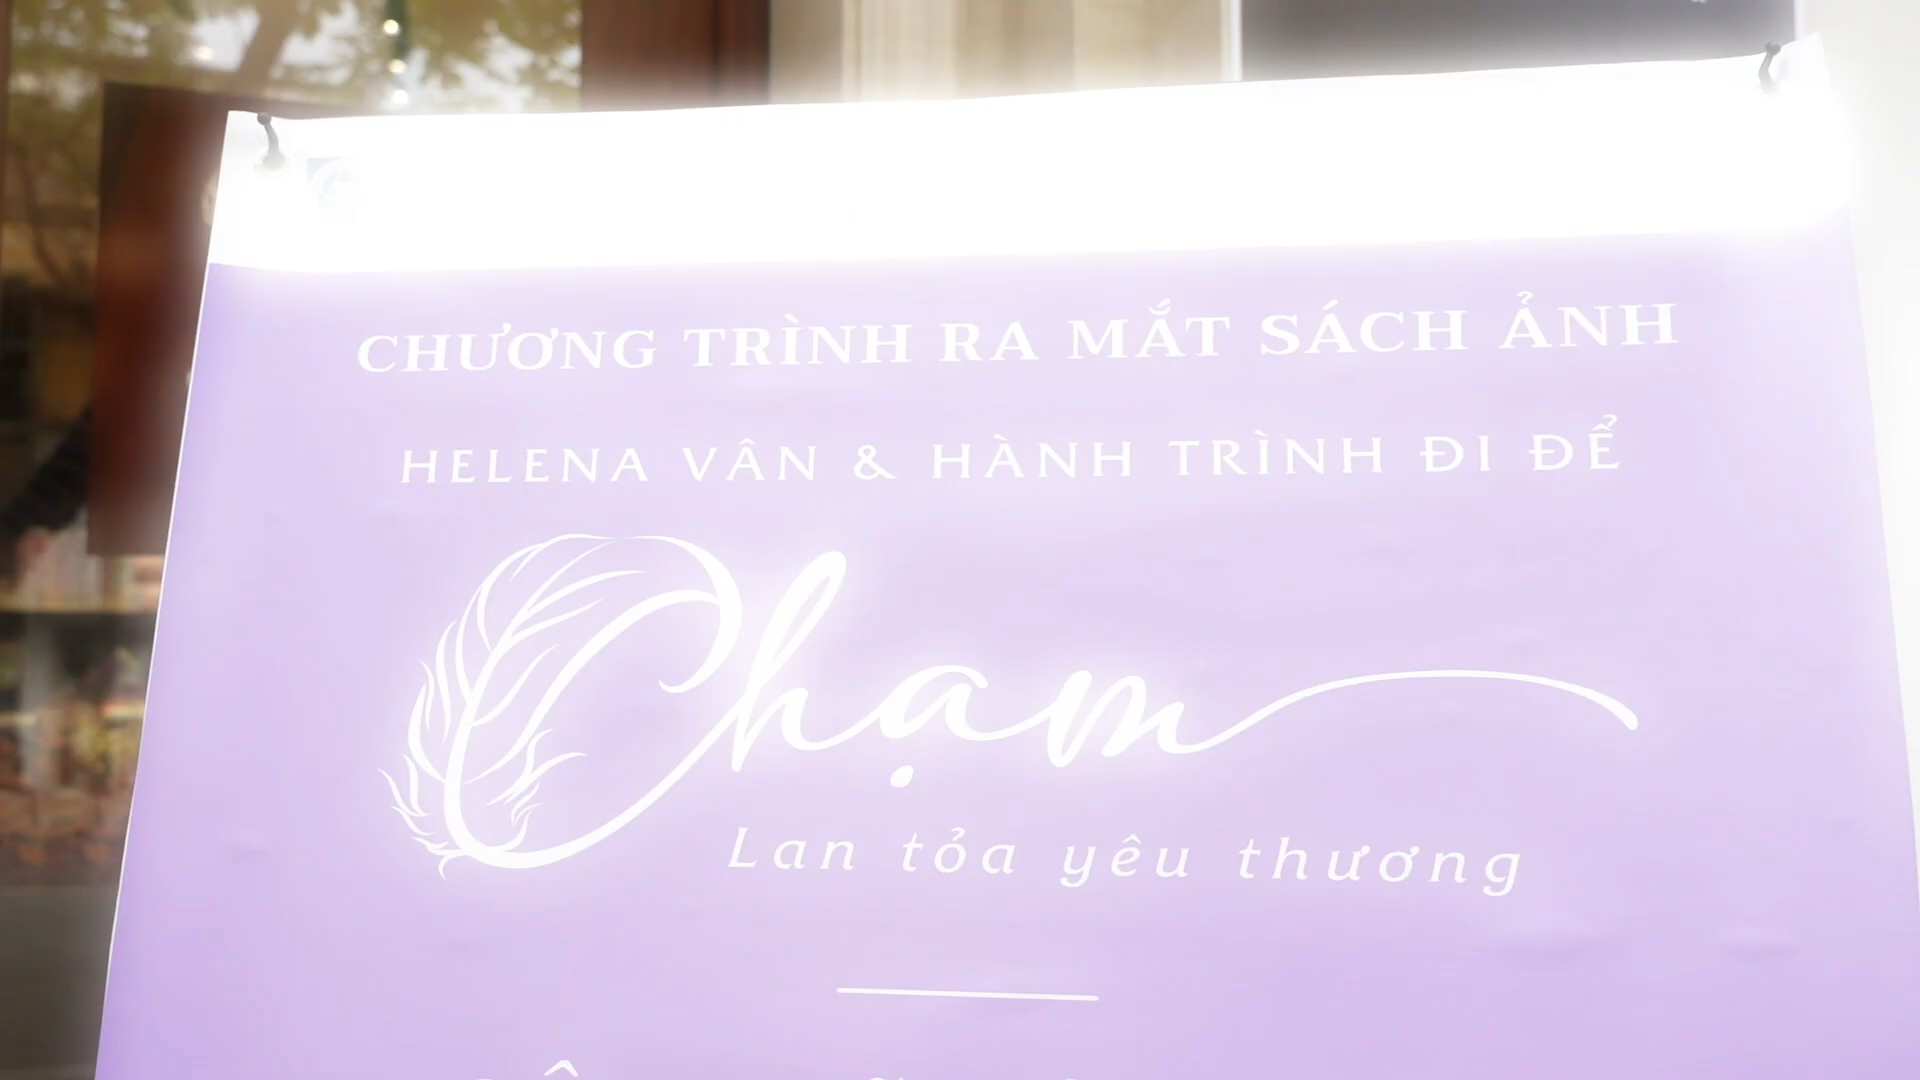 CHƯƠNG TRÌNH RA MẮT SÁCH ẢNH
HELENA VÂN & HÀNH TRÌNH ĐI ĐỂ
Chạm
Lan tỏa yêu thương